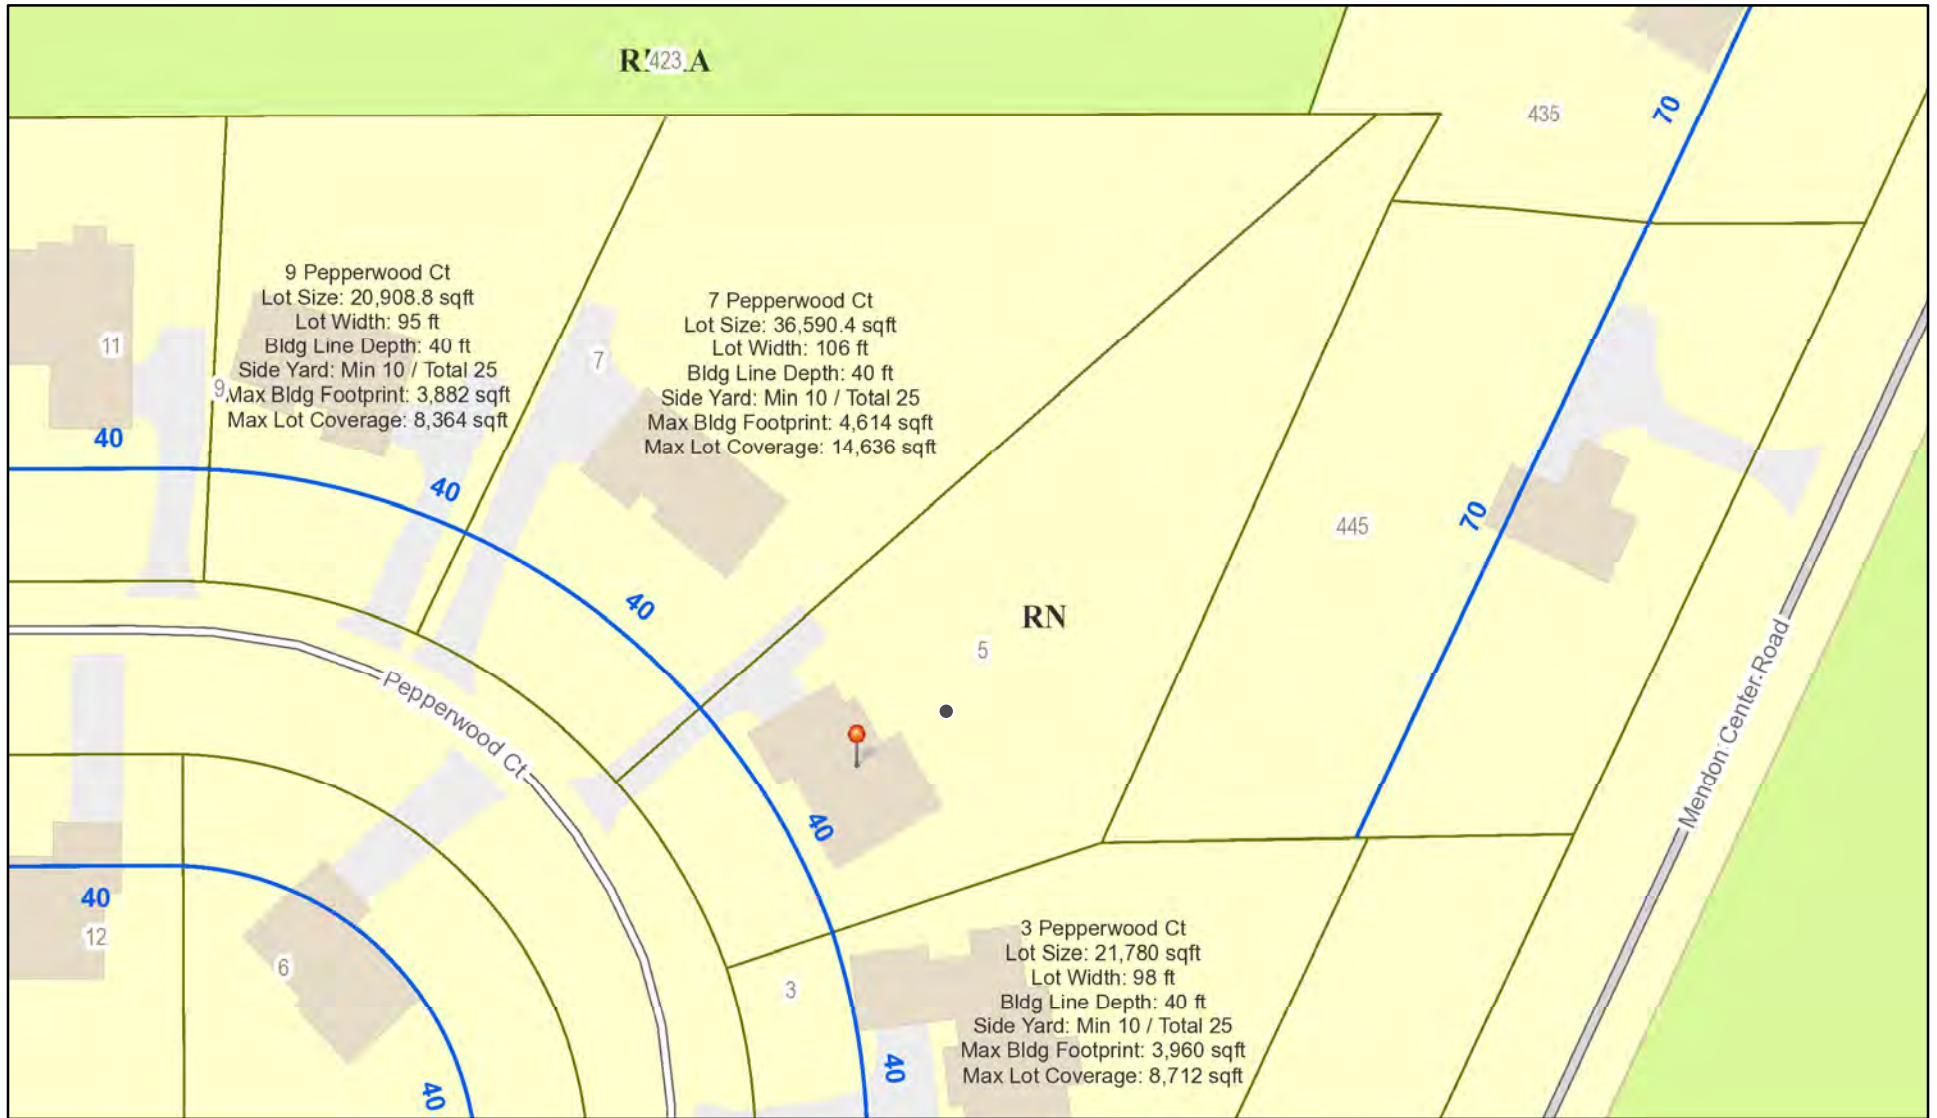 423
435
70
9 Pepperwood Ct
Lot Size: 20,908.8 sqft
Lot Width: 95 ft
Bldg Line Depth: 40 ft
Side Yard: Min 10 / Total 25
Max Bldg Footprint: 3,882 sqft
Max Lot Coverage: 8,364 sqft
7 Pepperwood Ct
Lot Size: 36,590.4 sqft
Lot Width: 106 ft
Bldg Line Depth: 40 ft
Side Yard: Min 10 / Total 25
Max Bldg Footprint: 4,614 sqft
Max Lot Coverage: 14,636 sqft
11
9
7
40
40
70
445
40
RN
5
Pepperwood Ct
Mendon Center Road
40
40
12
6
3
3 Pepperwood Ct
Lot Size: 21,780 sqft
Lot Width: 98 ft
Bldg Line Depth: 40 ft
Side Yard: Min 10 / Total 25
Max Bldg Footprint: 3,960 sqft
Max Lot Coverage: 8,712 sqft
40
40